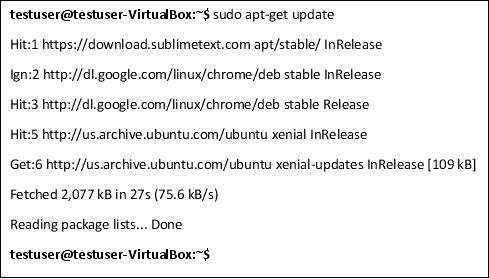 testuser@testuser-VirtualBox:~$ sudo apt-get update
Hit:1 https://download.sublimetext.com apt/stable/ InRelease
Ign:2 http://dl.google.com/linux/chrome/deb stable InRelease
Hit:3 http://dl.google.com/linux/chrome/deb stable Release
Hit:5 http://us.archive.ubuntu.com/ubuntu xenial InRelease
Get:6 http://us.archive.ubuntu.com/ubuntu xenial-updates InRelease [109 kB]
Fetched 2,077 kB in 27s (75.6 kB/s)
Reading package lists... Done
testuser@testuser-VirtualBox:~$